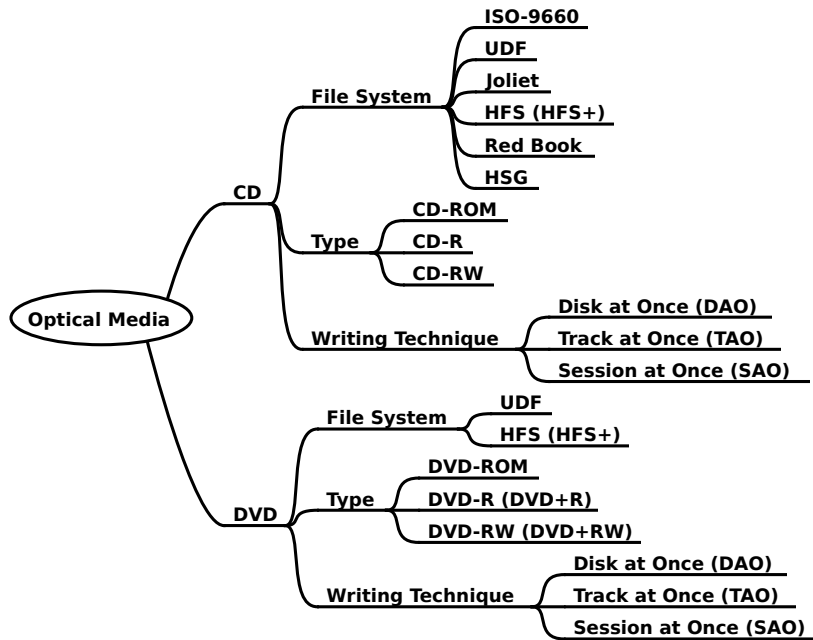 Optical Media
CD
File System
ISO-9660
UDF
Joliet
HFS (HFS+)
Red Book
HSG
Type
CD-ROM
CD-R
CD-RW
Writing Technique
Disk at Once (DAO)
Track at Once (TAO)
Session at Once (SAO)
DVD
File System
UDF
HFS (HFS+)
Type
DVD-ROM
DVD-R (DVD+R)
DVD-RW (DVD+RW)
Writing Technique
Disk at Once (DAO)
Track at Once (TAO)
Session at Once (SAO)